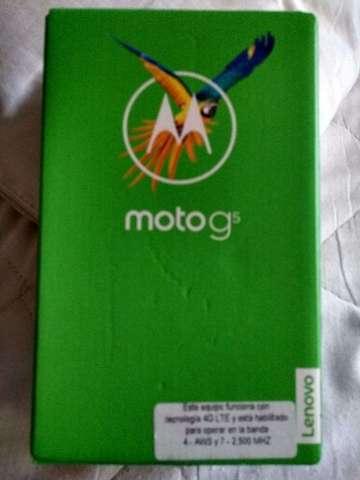 moto g5
Lenovo
Este equipo funciona con
tecnología 4G LTE y está habilitado
para operar en la banda
4 - AWS y 7 - 2,500 MHZ